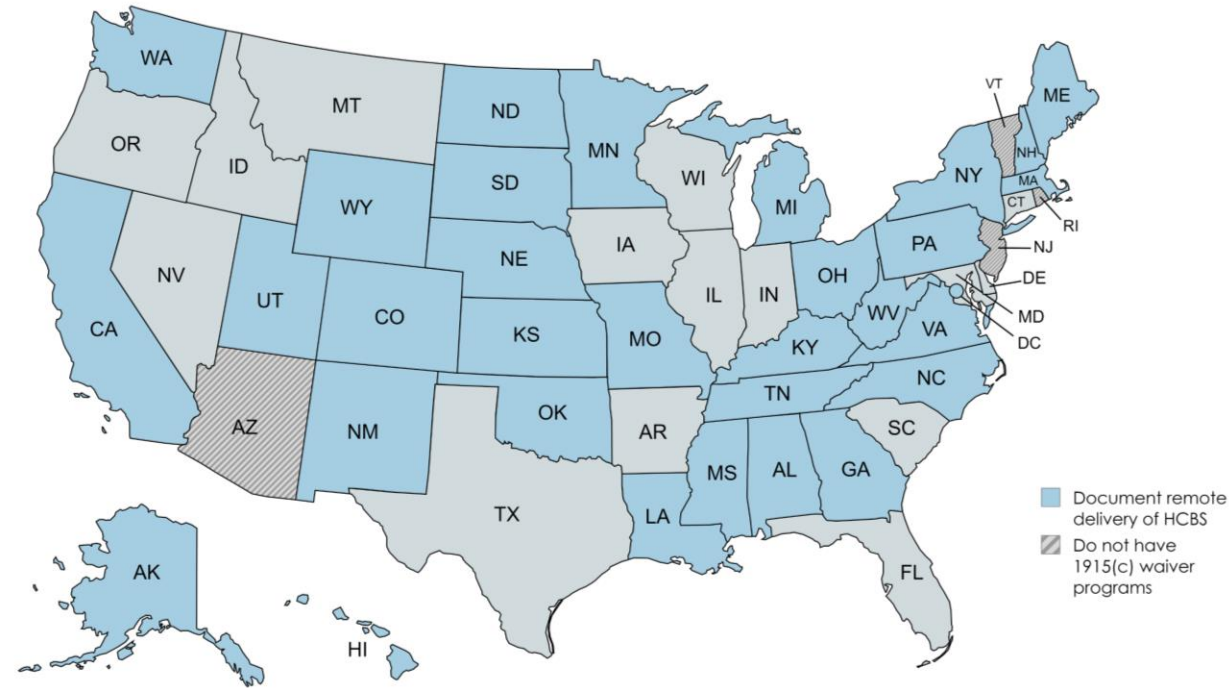 WA
MT
ND
MN
ME
VT
OR
ID
SD
WI
NH
NY
MA
CT
WY
MI
RI
IA
NE
PA
NJ
NV
UT
IL
IN
OH
DE
CO
WV
MD
CA
KS
MO
VA
DC
KY
NC
TN
AZ
NM
OK
AR
SC
MS
AL
GA
TX
LA
Document remote
delivery of HCBS
Do not have
1915(c) waiver
programs
AK
FL
HI